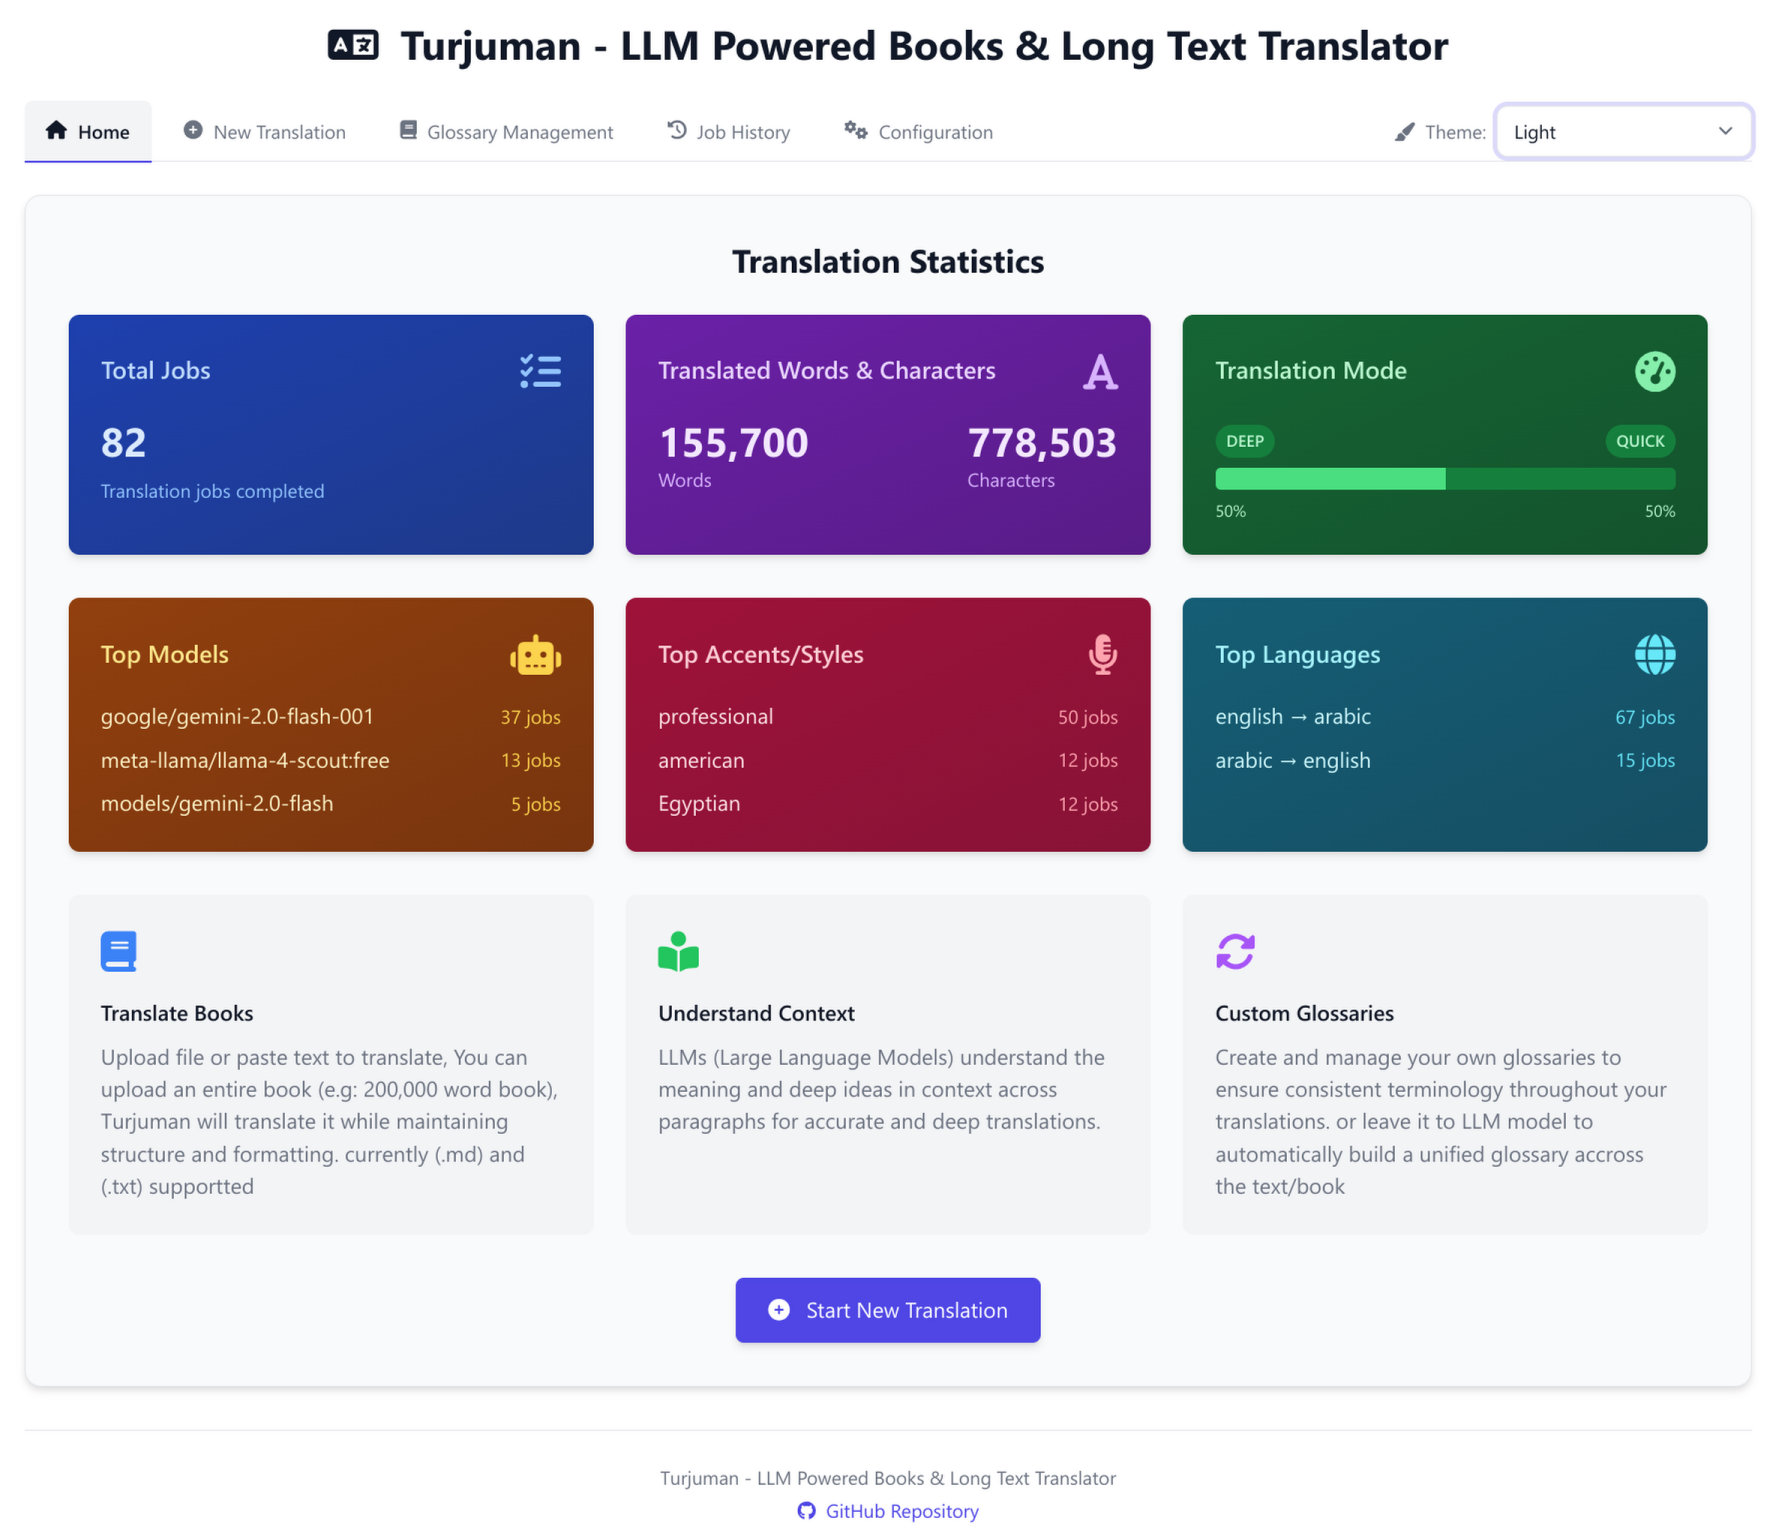 Turjuman - LLM Powered Books & Long Text Translator
Home
New Translation
Glossary Management
Job History
Configuration
Theme:
Light
Translation Statistics
Total Jobs
82
Translation jobs completed
Translated Words & Characters
155,700
Words
778,503
Characters
Translation Mode
DEEP
QUICK
50%
50%
Top Models
google/gemini-2.0-flash-001 37 jobs
meta-llama/llama-4-scout:free 13 jobs
models/gemini-2.0-flash 5 jobs
Top Accents/Styles
professional 50 jobs
american 12 jobs
Egyptian 12 jobs
Top Languages
english → arabic 67 jobs
arabic → english 15 jobs
Translate Books
Upload file or paste text to translate, You can
upload an entire book (e.g: 200,000 word book),
Turjuman will translate it while maintaining
structure and formatting. currently (.md) and
(.txt) supportted
Understand Context
LLMs (Large Language Models) understand the
meaning and deep ideas in context across
paragraphs for accurate and deep translations.
Custom Glossaries
Create and manage your own glossaries to
ensure consistent terminology throughout your
translations. or leave it to LLM model to
automatically build a unified glossary accross
the text/book
Start New Translation
Turjuman - LLM Powered Books & Long Text Translator
GitHub Repository